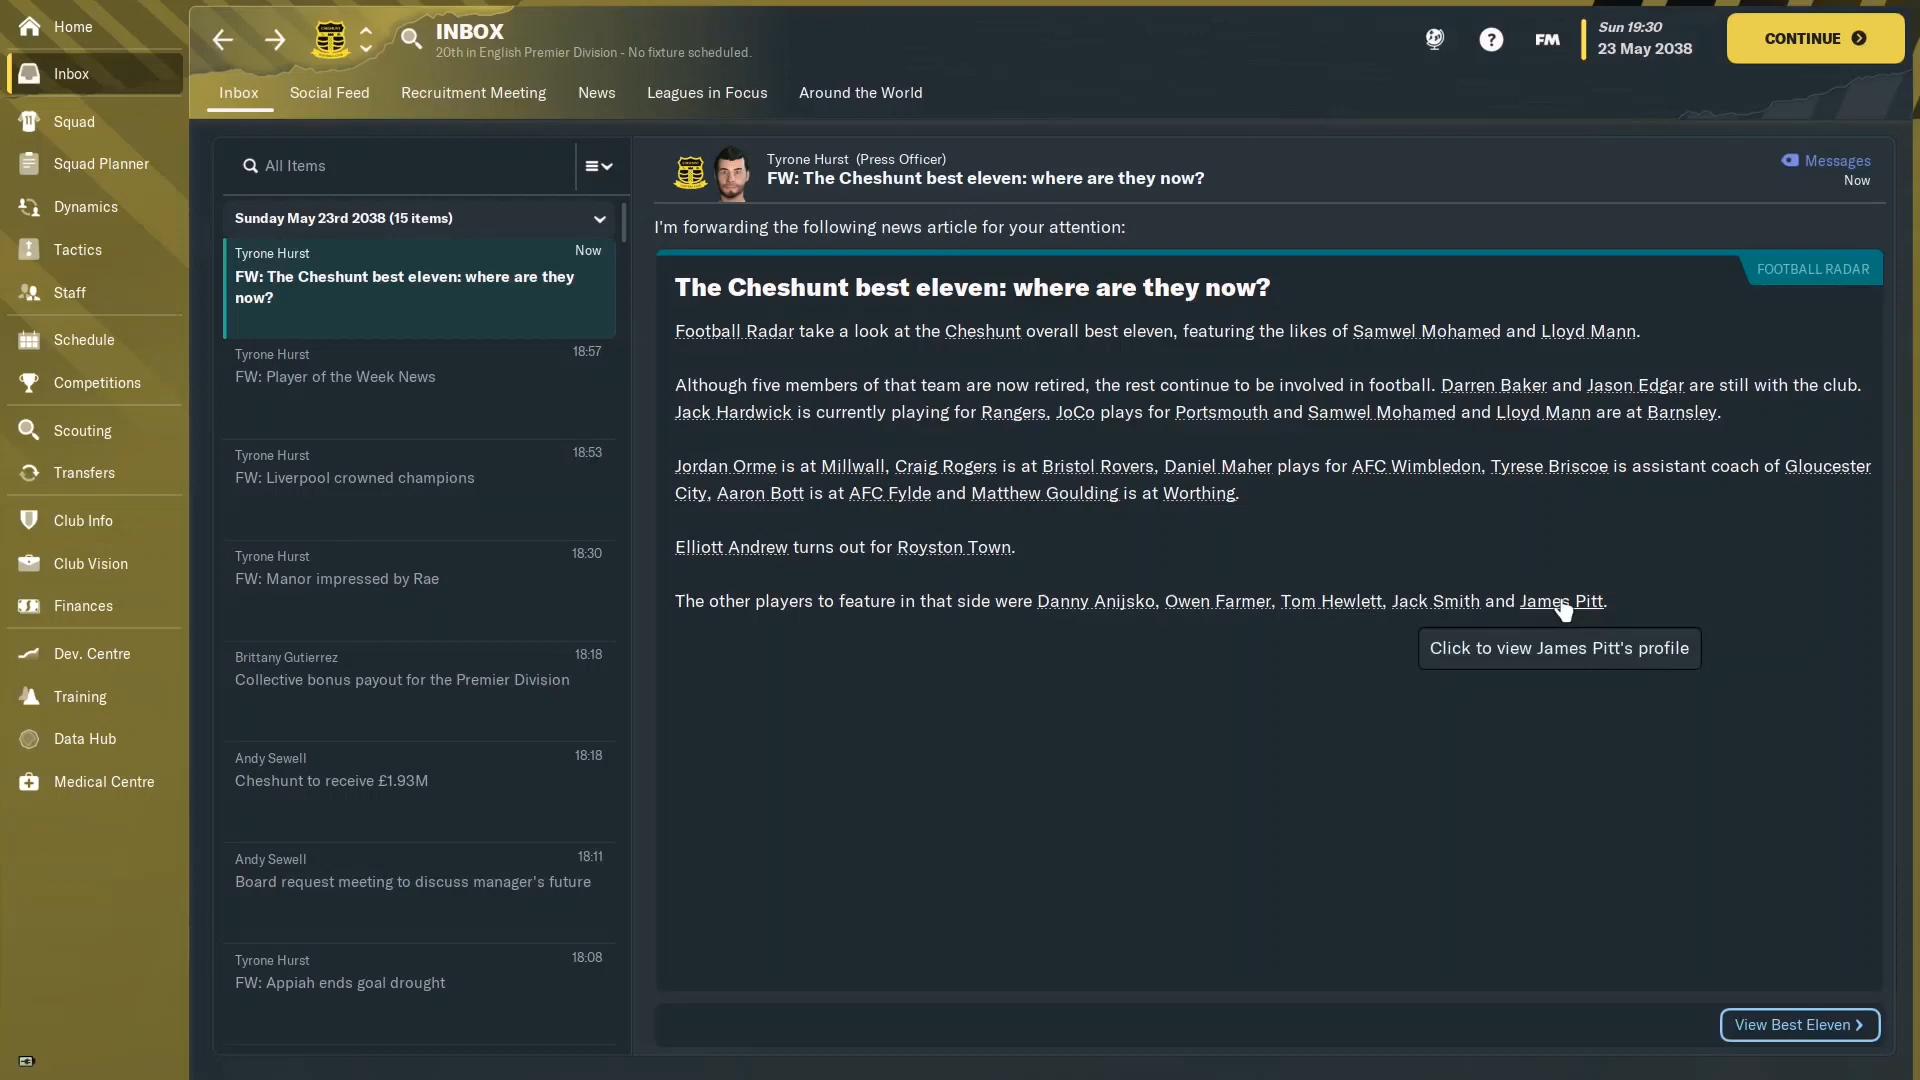 Home
Inbox
Squad
Squad Planner
Dynamics
Tactics
Staff
Schedule
Competitions
Scouting
Transfers
Club Info
Club Vision
Finances
Dev. Centre
Training
Data Hub
Medical Centre
INBOX
20th in English Premier Division - No fixture scheduled.
FM
Sun 19:30
23 May 2038
CONTINUE
Inbox
Social Feed
Recruitment Meeting
News
Leagues in Focus
Around the World
All Items
Sunday May 23rd 2038 (15 items)
Tyrone Hurst
Now
FW: The Cheshunt best eleven: where are they
now?
Tyrone Hurst
18:57
FW: Player of the Week News
Tyrone Hurst
18:53
FW: Liverpool crowned champions
Tyrone Hurst
18:30
FW: Manor impressed by Rae
Brittany Gutierrez
18:18
Collective bonus payout for the Premier Division
Andy Sewell
18:18
Cheshunt to receive £1.93M
Andy Sewell
18:11
Board request meeting to discuss manager's future
Tyrone Hurst
18:08
FW: Appiah ends goal drought
Tyrone Hurst (Press Officer)
FW: The Cheshunt best eleven: where are they now?
Messages
Now
I'm forwarding the following news article for your attention:
FOOTBALL RADAR
The Cheshunt best eleven: where are they now?
Football Radar take a look at the Cheshunt overall best eleven, featuring the likes of Samwel Mohamed and Lloyd Mann.
Although five members of that team are now retired, the rest continue to be involved in football. Darren Baker and Jason Edgar are still with the club.
Jack Hardwick is currently playing for Rangers, JoCo plays for Portsmouth and Samwel Mohamed and Lloyd Mann are at Barnsley.
Jordan Orme is at Millwall, Craig Rogers is at Bristol Rovers, Daniel Maher plays for AFC Wimbledon, Tyrese Briscoe is assistant coach of Gloucester
City, Aaron Bott is at AFC Fylde and Matthew Goulding is at Worthing.
Elliott Andrew turns out for Royston Town.
The other players to feature in that side were Danny Anijsko, Owen Farmer, Tom Hewlett, Jack Smith and James Pitt.
Click to view James Pitt's profile
View Best Eleven